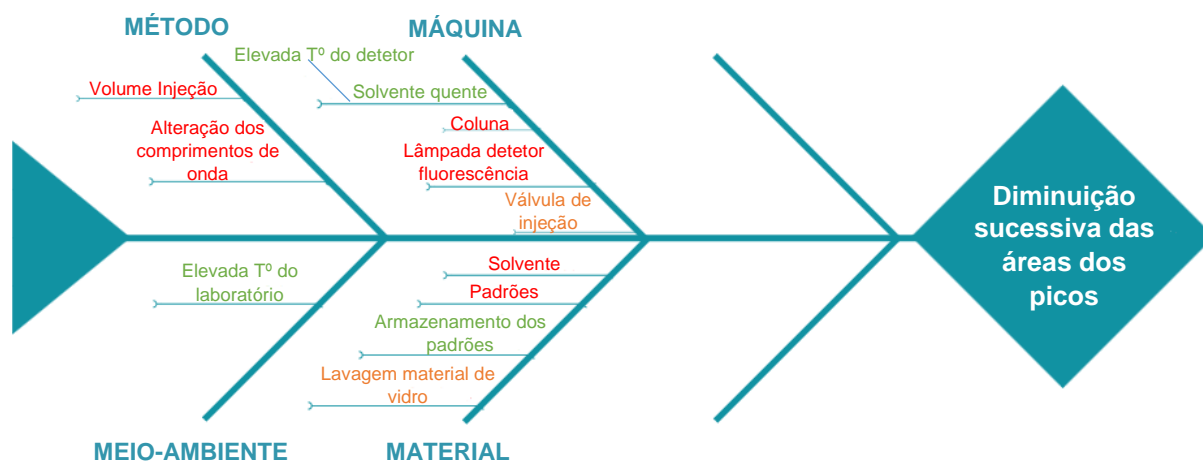 MÉTODO
Volume Injeção
Alteração dos
comprimentos de
onda
MÁQUINA
Elevada Tº do detetor
Solvente quente
Coluna
Lâmpada detetor
fluorescência
Válvula de
injeção
Elevada Tº do
laboratório
MEIO-AMBIENTE
Solvente
Padrões
Armazenamento dos
padrões
Lavagem material de
vidro
MATERIAL
Diminuição
sucessiva das
áreas dos
picos